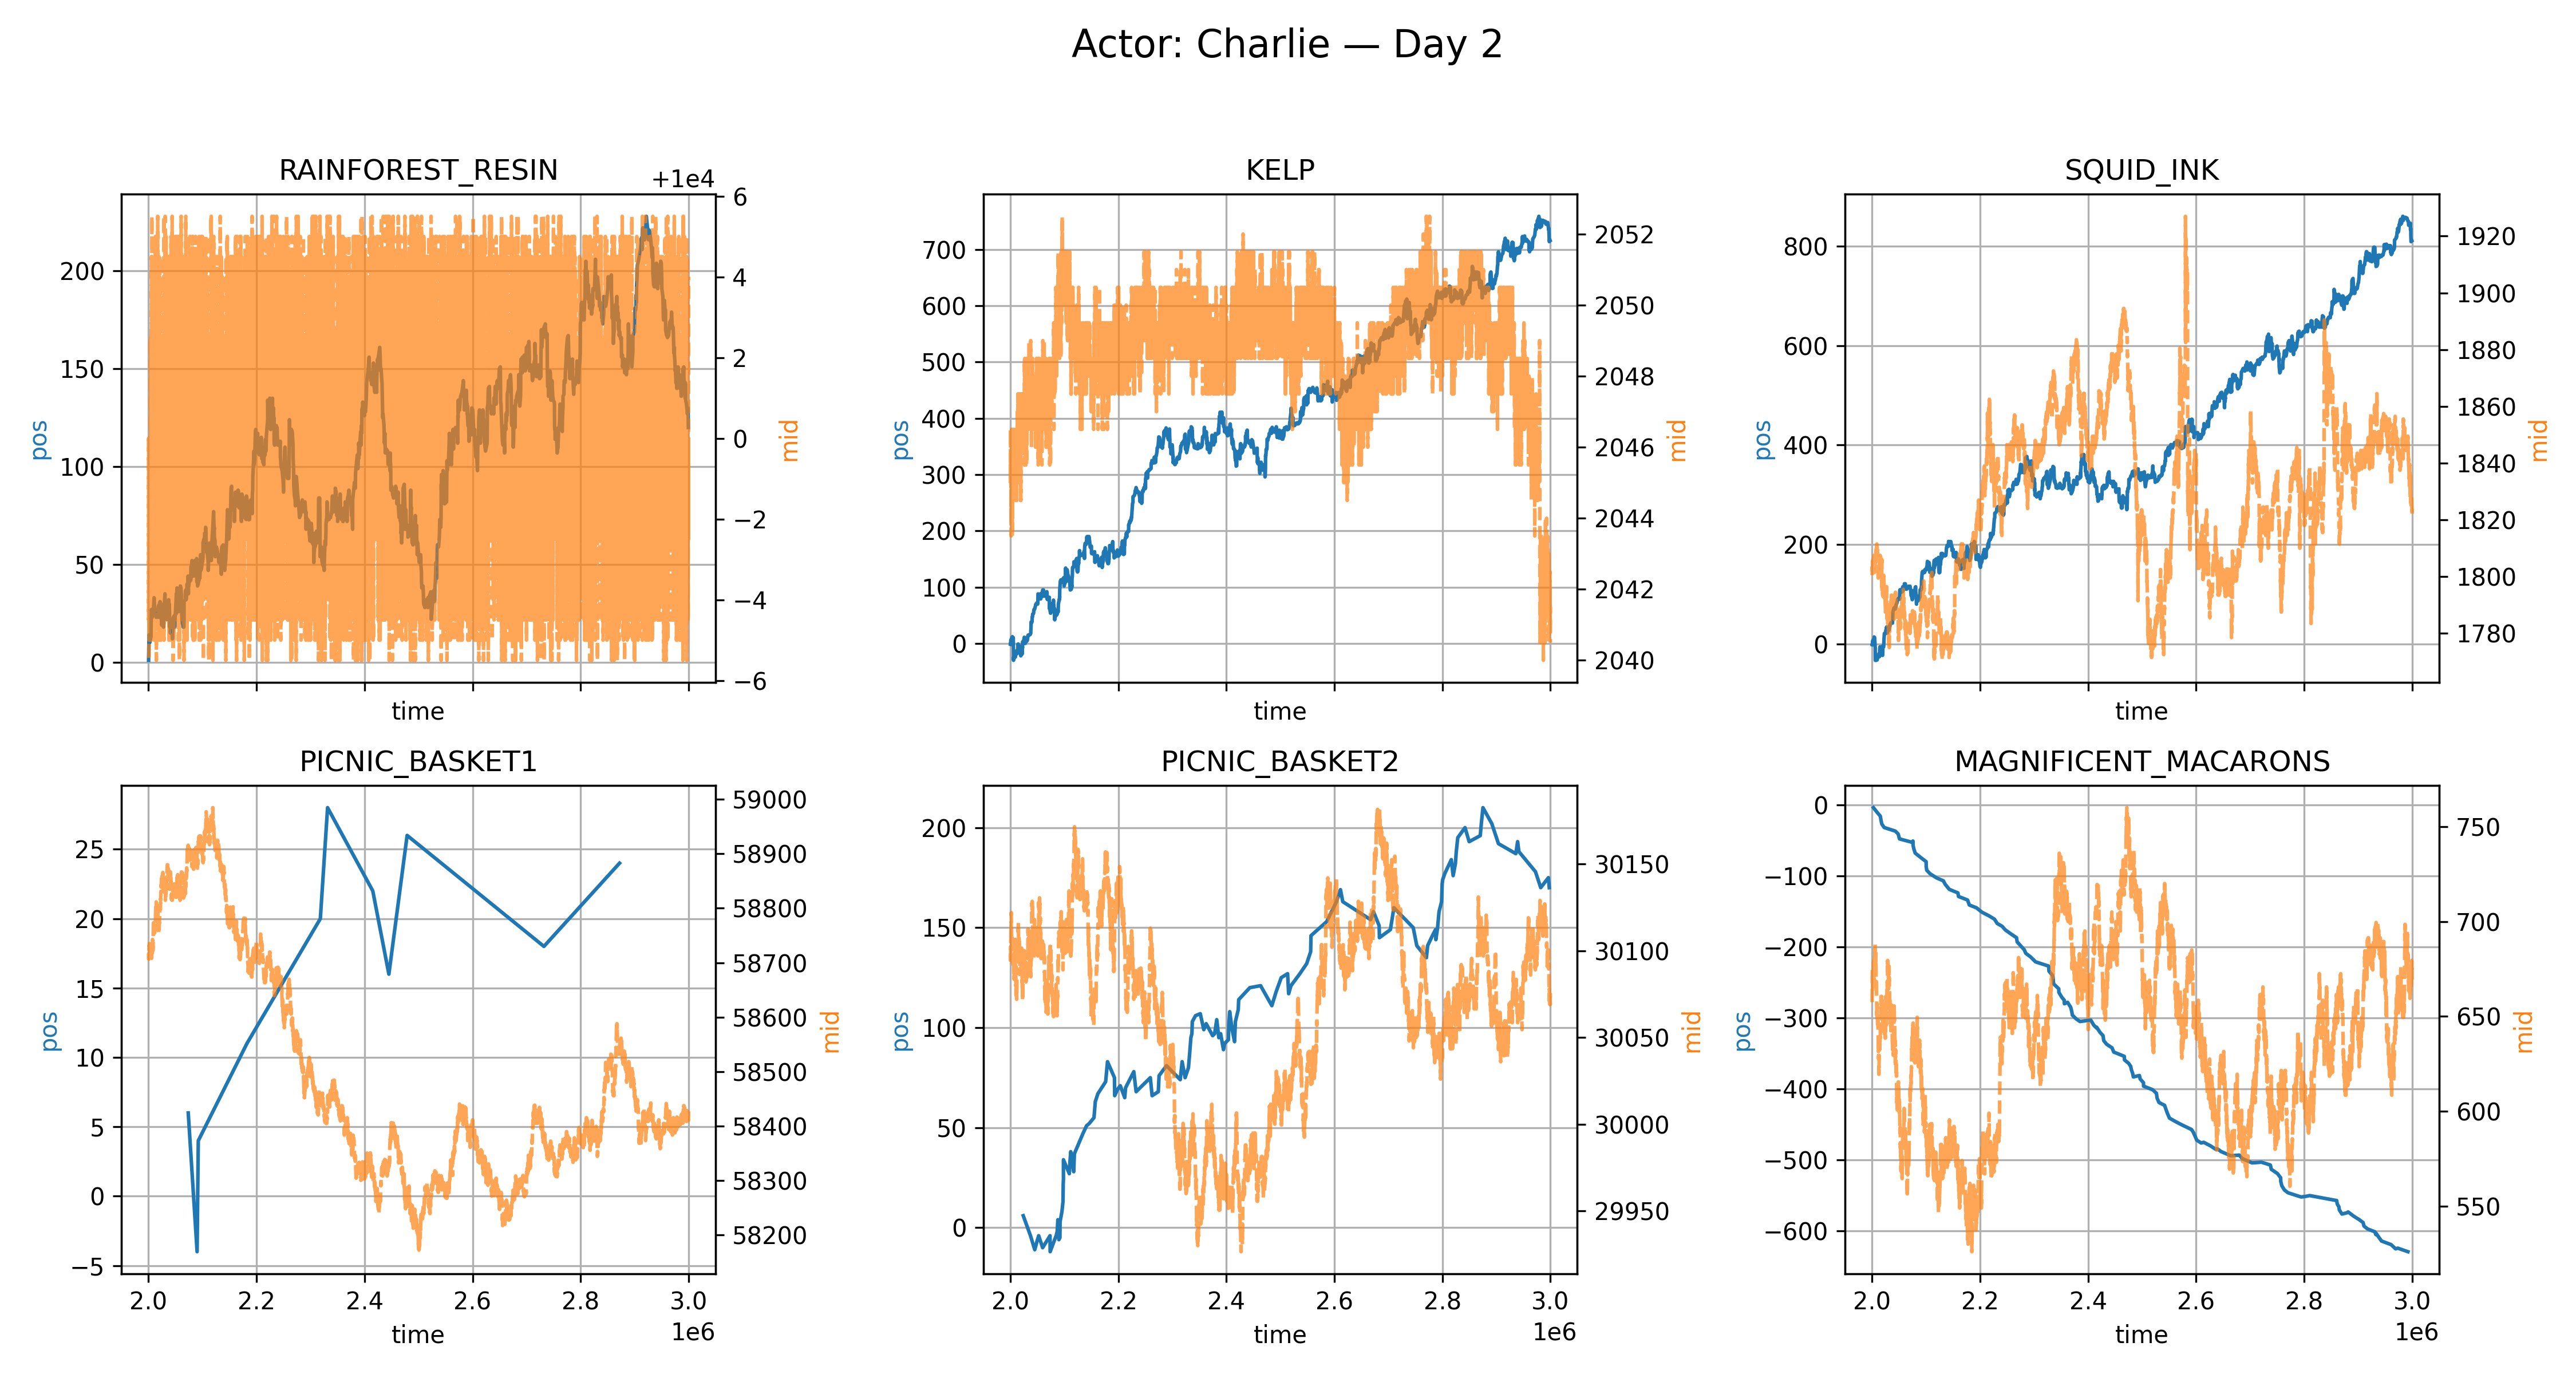 Actor: Charlie — Day 2
RAINFOREST_RESIN
+1e4
pos
200
150
100
50
0
6
4
2
0
−2
−4
−6
mid
time
KELP
pos
700
600
500
400
300
200
100
0
2052
2050
2048
2046
2044
2042
2040
mid
time
SQUID_INK
pos
800
600
400
200
0
1920
1900
1880
1860
1840
1820
1800
1780
mid
time
PICNIC_BASKET1
pos
25
20
15
10
5
0
−5
59000
58900
58800
58700
58600
58500
58400
58300
58200
mid
2.0 2.2 2.4 2.6 2.8 3.0
time
1e6
PICNIC_BASKET2
pos
200
150
100
50
0
30150
30100
30050
30000
29950
mid
2.0 2.2 2.4 2.6 2.8 3.0
time
1e6
MAGNIFICENT_MACARONS
pos
0
−100
−200
−300
−400
−500
−600
750
700
650
600
550
mid
2.0 2.2 2.4 2.6 2.8 3.0
time
1e6